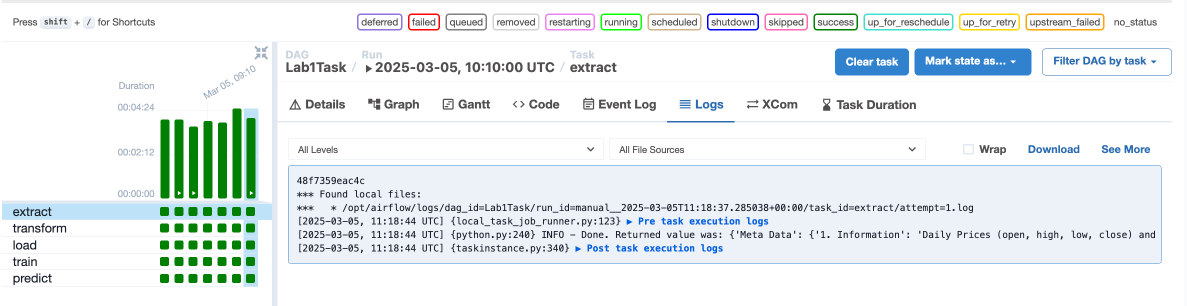 Press shift + / for Shortcuts
deferred failed queued removed restarting running scheduled shutdown skipped success up_for_reschedule up_for_retry upstream_failed no_status
DAG
Lab1Task /
Run
▶ 2025-03-05, 10:10:00 UTC /
Task
extract
Clear task
Mark state as...
Filter DAG by task
Mar 05, 09:10
Duration
00:04:24
00:02:12
00:00:00
extract
transform
load
train
predict
Details Graph Gantt <> Code Event Log Logs XCom Task Duration
All Levels All File Sources Wrap Download See More
48f7359eac4c
*** Found local files:
***   * /opt/airflow/logs/dag_id=Lab1Task/run_id=manual__2025-03-05T11:18:37.285038+00:00/task_id=extract/attempt=1.log
[2025-03-05, 11:18:44 UTC] {local_task_job_runner.py:123} ▶ Pre task execution logs
[2025-03-05, 11:18:44 UTC] {python.py:240} INFO - Done. Returned value was: {'Meta Data': {'1. Information': 'Daily Prices (open, high, low, close) and
[2025-03-05, 11:18:44 UTC] {taskinstance.py:340} ▶ Post task execution logs